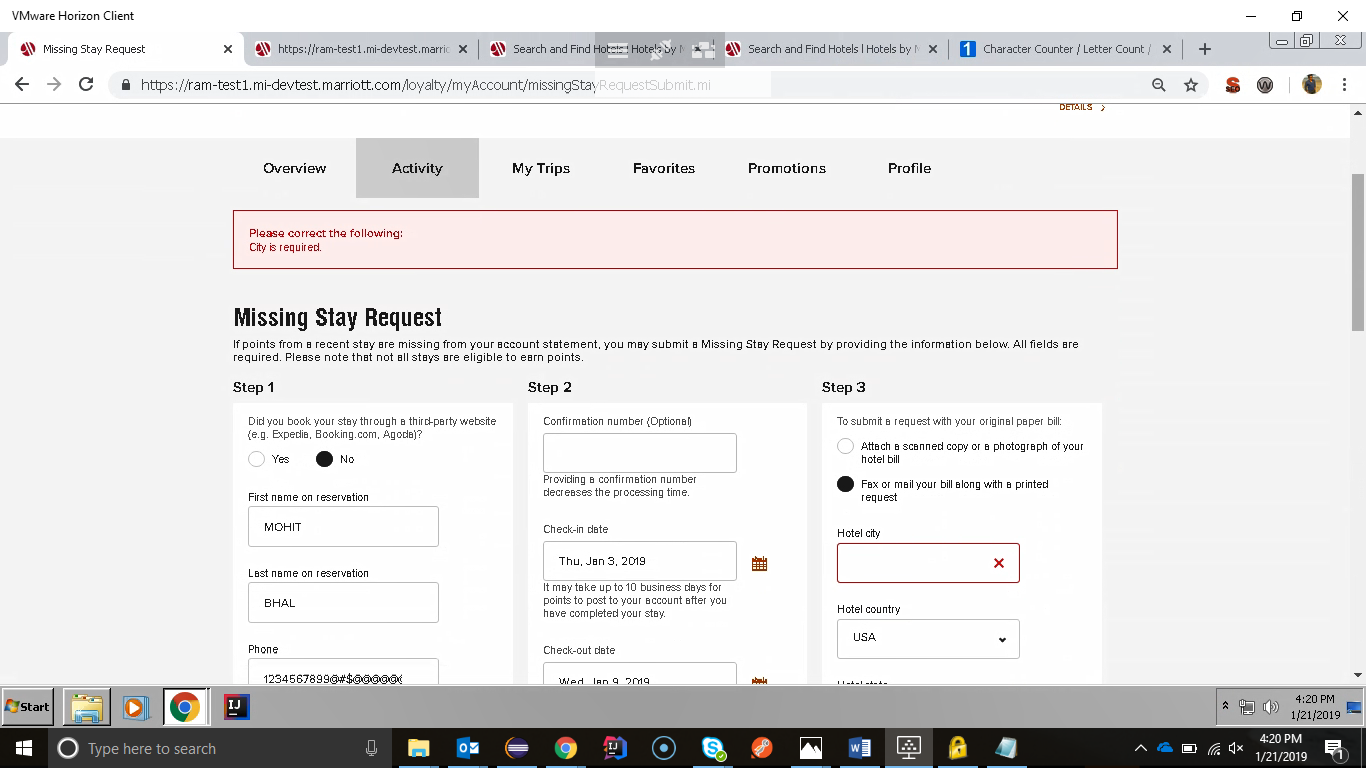 VMware Horizon Client
Missing Stay Request
https://ram-test1.mi-devtest.marric
Search and Find Hotels | Hotels by M
Search and Find Hotels | Hotels by M
1
Character Counter / Letter Count /
https://ram-test1.mi-devtest.marriott.com/loyalty/myAccount/missingStayRequestSubmit.mi
DETAILS
Overview
Activity
My Trips
Favorites
Promotions
Profile
Please correct the following:
City is required.
Missing Stay Request
If points from a recent stay are missing from your account statement, you may submit a Missing Stay Request by providing the information below. All fields are
required. Please note that not all stays are eligible to earn points.
Step 1
Did you book your stay through a third-party website
(e.g. Expedia, Booking.com, Agoda)?
Yes
No
First name on reservation
MOHIT
Last name on reservation
BHAL
Phone
1234567899@#$@@@@(
Step 2
Confirmation number (Optional)
Providing a confirmation number
decreases the processing time.
Check-in date
Thu, Jan 3, 2019
It may take up to 10 business days for
points to post to your account after you
have completed your stay.
Check-out date
Wed, Jan 9, 2019
Step 3
To submit a request with your original paper bill:
Attach a scanned copy or a photograph of your
hotel bill
Fax or mail your bill along with a printed
request
Hotel city
Hotel country
USA
Hotel state
Start
4:20 PM
1/21/2019
Type here to search
4:20 PM
1/21/2019
1